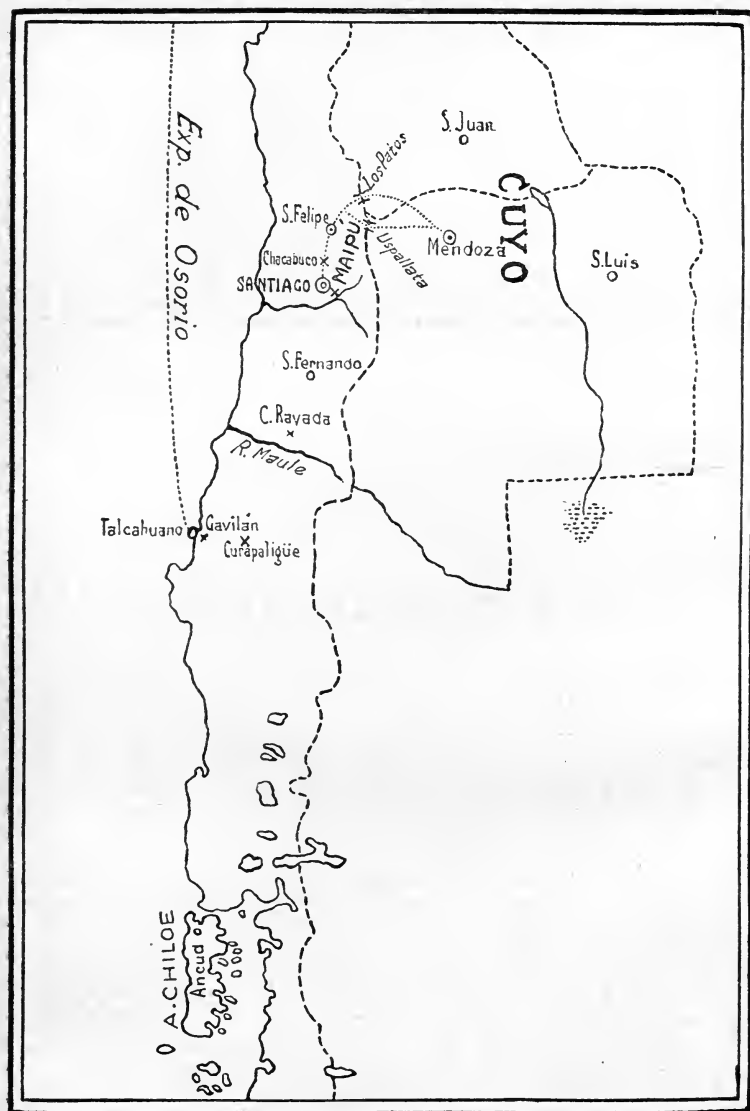 Exp. de Osorio
S. Juan
Los Patos
CUYO
S. Felipe
MAIPU
Uspallata
Mendoza
S. Luis
Chacabuco
SANTIAGO
S. Fernando
C. Rayada
R. Maule
Talcahuano
Gavilán
Curapaligüe
A. CHILOE
Ancud